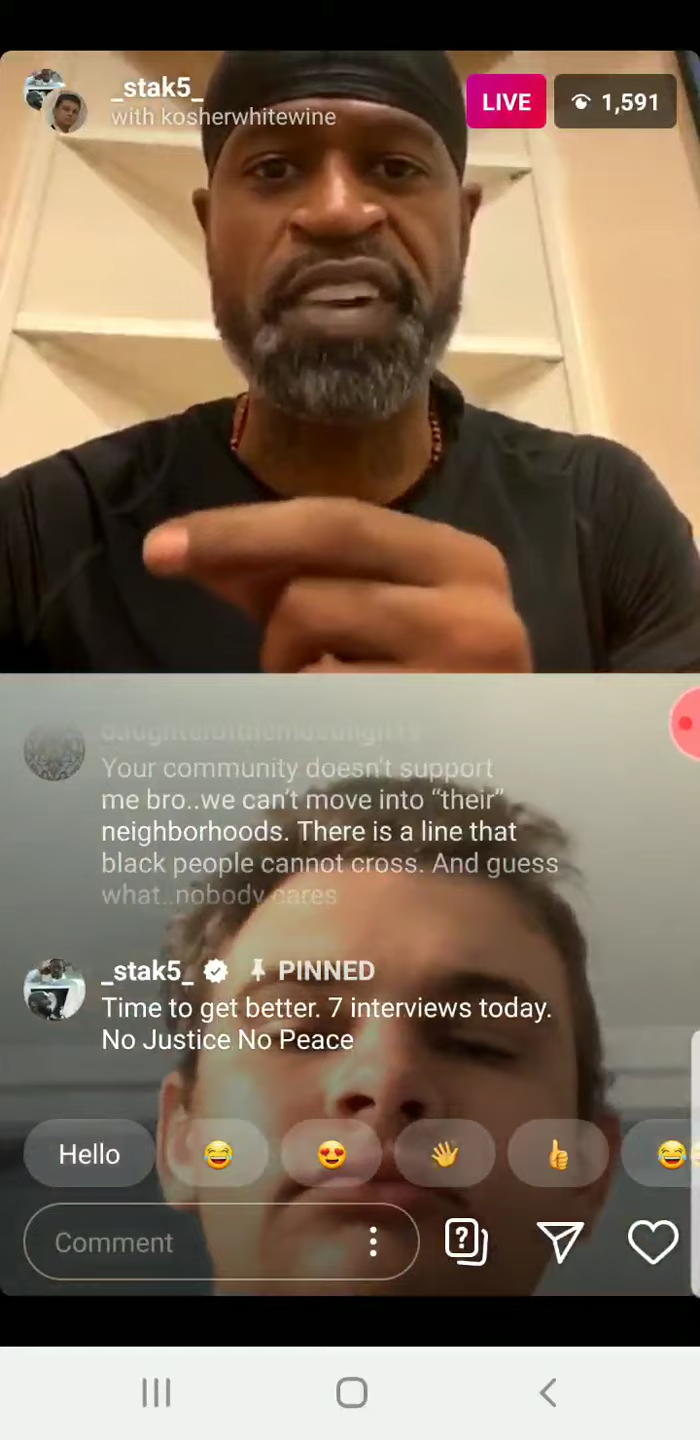 _stak5_
with kosherwhitewine
LIVE
1,591
Your community doesn't support
me bro..we can't move into “their”
neighborhoods. There is a line that
black people cannot cross. And guess
what..nobody cares
_stak5_ PINNED
Time to get better. 7 interviews today.
No Justice No Peace
Hello
Comment